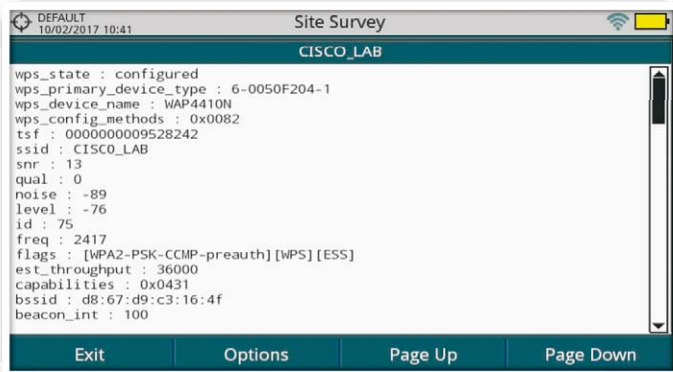 DEFAULT
10/02/2017 10:41
Site Survey
CISCO_LAB
wps_state : configured
wps_primary_device_type : 6-0050F204-1
wps_device_name : WAP4410N
wps_config_methods : 0x0082
tsf : 0000000009528242
ssid : CISCO_LAB
snr : 13
qual : 0
noise : -89
level : -76
id : 75
freq : 2417
flags : [WPA2-PSK-CCMP-preauth][WPS][ESS]
est_throughput : 36000
capabilities : 0x0431
bssid : d8:67:d9:c3:16:4f
beacon_int : 100
Exit
Options
Page Up
Page Down